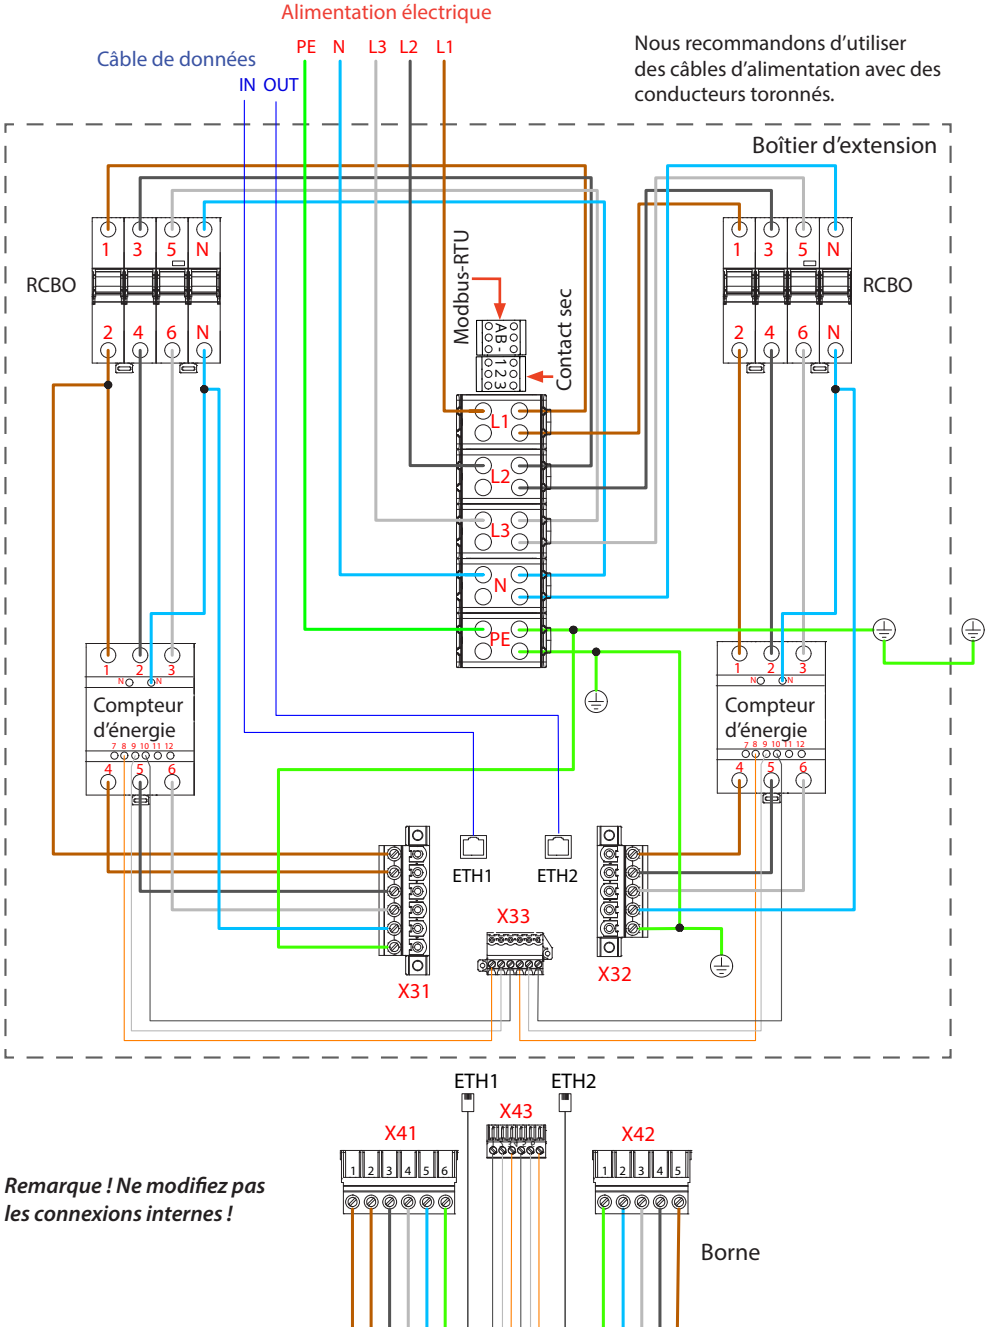 Alimentation électrique
PE N L3 L2 L1
Câble de données
IN OUT
Nous recommandons d’utiliser
des câbles d’alimentation avec des
conducteurs toronnés.
Boîtier d’extension
1 3 5 N
RCBO
2 4 6 N
1 3 5 N
RCBO
2 4 6 N
Modbus-RTU
Contact sec
A B -
1 2 3
L1
L2
L3
N
PE
1 2 3
N N
Compteur
d’énergie
7 8 9 10 11 12
4 5 6
1 2 3
N N
Compteur
d’énergie
7 8 9 10 11 12
4 5 6
ETH1 ETH2
X33
X31
X32
ETH1 ETH2
X43
X41
X42
1 2 3 4 5 6
1 2 3 4 5
Remarque ! Ne modifiez pas
les connexions internes !
Borne